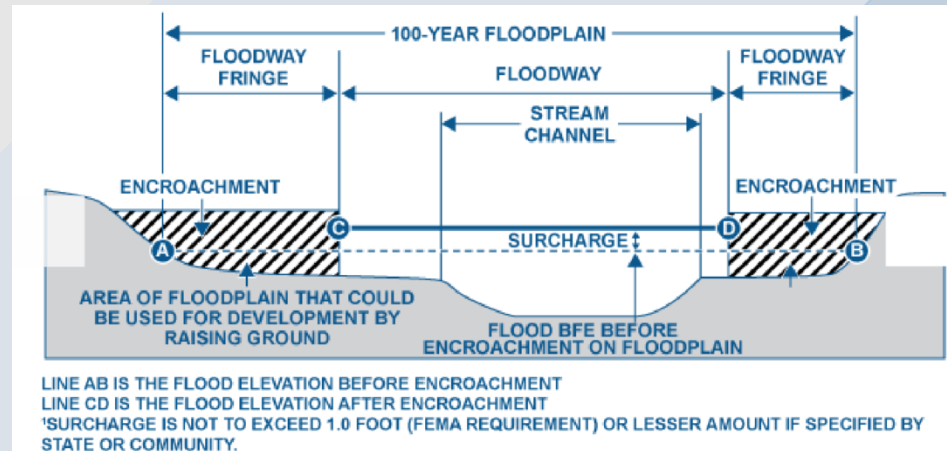 100-YEAR FLOODPLAIN
FLOODWAY
FRINGE
FLOODWAY
FLOODWAY
FRINGE
STREAM
CHANNEL
ENCROACHMENT
ENCROACHMENT
C
D
SURCHARGE
A
B
AREA OF FLOODPLAIN THAT COULD
BE USED FOR DEVELOPMENT BY
RAISING GROUND
FLOOD BFE BEFORE
ENCROACHMENT ON FLOODPLAIN
LINE AB IS THE FLOOD ELEVATION BEFORE ENCROACHMENT
LINE CD IS THE FLOOD ELEVATION AFTER ENCROACHMENT
¹SURCHARGE IS NOT TO EXCEED 1.0 FOOT (FEMA REQUIREMENT) OR LESSER AMOUNT IF SPECIFIED BY
STATE OR COMMUNITY.